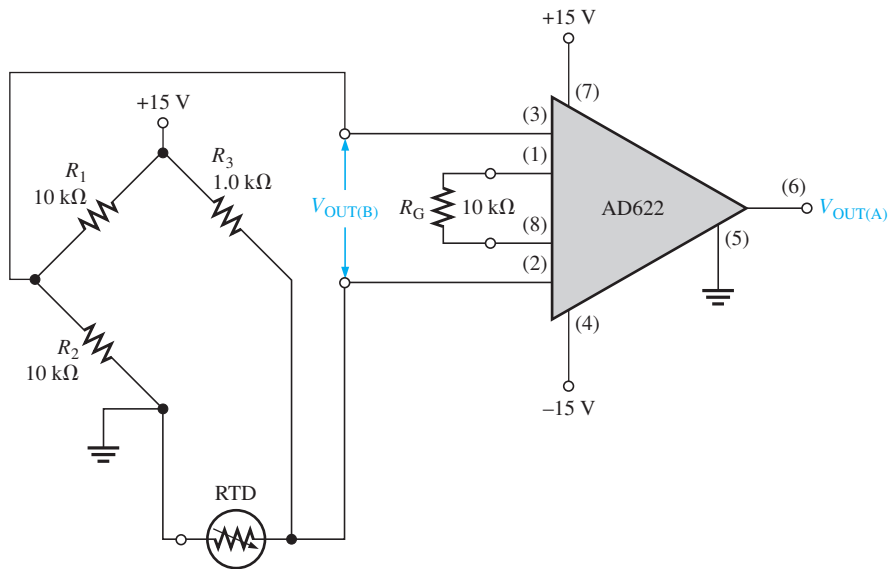 +15 V
(7)
(3)
+15 V
R1
10 kΩ
R3
1.0 kΩ
(1)
VOUT(B)
RG
10 kΩ
AD622
(6)
VOUT(A)
(8)
(5)
(2)
R2
10 kΩ
(4)
–15 V
RTD